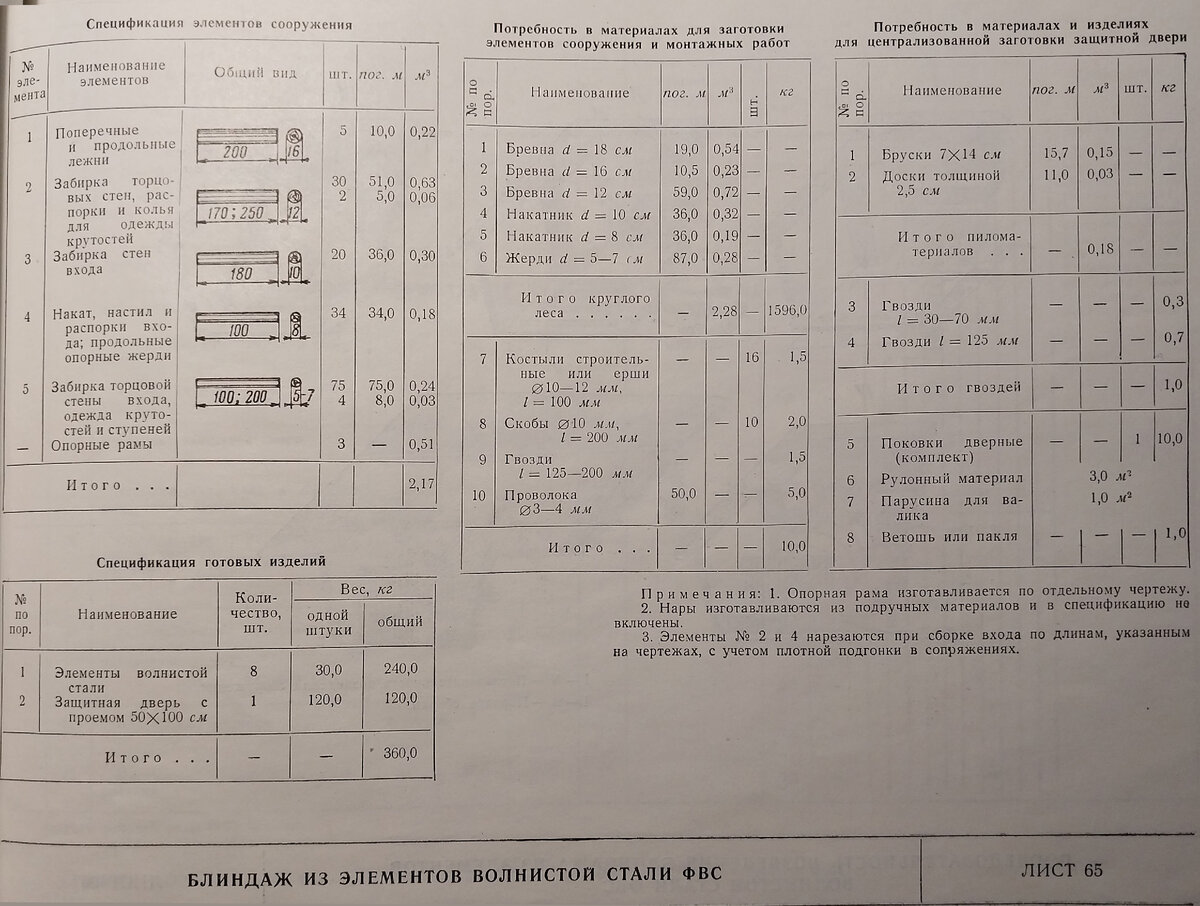 Спецификация элементов сооружения
№ эле-мента Наименование элементов Общий вид шт. пог. м м³
1 Поперечные 5 10,0 0,22
и продольные
лежни
200 16
2 Забирка торцо- 30 51,0 0,63
вых стен, рас- 2 5,0 0,06
порки и колья
для одежды
крутостей
170; 250 12
3 Забирка стен 20 36,0 0,30
входа
180 10
4 Накат, настил и 34 34,0 0,18
распорки вхо-
да; продольные
опорные жерди
100 8
5 Забирка торцовой 75 75,0 0,24
стены входа, 4 8,0 0,03
одежда круто-
стей и ступеней
100; 200 5-7
— Опорные рамы 3 — 0,51
Итого . . . 2,17
Спецификация готовых изделий
№ по пор. Наименование Коли-чество, шт. Вес, кг
одной штуки общий
1 Элементы волнистой 8 30,0 240,0
стали
2 Защитная дверь с 1 120,0 120,0
проемом 50×100 см
Итого . . . — — 360,0
Потребность в материалах для заготовки
элементов сооружения и монтажных работ
№ по пор. Наименование пог. м м³ шт. кг
1 Бревна d = 18 см 19,0 0,54 — —
2 Бревна d = 16 см 10,5 0,23 — —
3 Бревна d = 12 см 59,0 0,72 — —
4 Накатник d = 10 см 36,0 0,32 — —
5 Накатник d = 8 см 36,0 0,19 — —
6 Жерди d = 5—7 см 87,0 0,28 — —
Итого круглого
леса . . . . . . — 2,28 — 1596,0
7 Костыли строитель- — — 16 1,5
ные или ерши
∅10—12 мм,
l = 100 мм
8 Скобы ∅10 мм, — — 10 2,0
l = 200 мм
9 Гвозди — — — 1,5
l = 125—200 мм
10 Проволока 50,0 — — 5,0
∅3—4 мм
Итого . . . — — — 10,0
Потребность в материалах и изделиях
для централизованной заготовки защитной двери
№ по пор. Наименование пог. м м³ шт. кг
1 Бруски 7×14 см 15,7 0,15 — —
2 Доски толщиной 11,0 0,03 — —
2,5 см
Итого пилома-
териалов . . . — 0,18 — —
3 Гвозди — — — 0,3
l = 30—70 мм
4 Гвозди l = 125 мм — — — 0,7
Итого гвоздей — — — 1,0
5 Поковки дверные — — 1 10,0
(комплект)
6 Рулонный материал 3,0 м²
7 Парусина для ва- 1,0 м²
лика
8 Ветошь или пакля — — — 1,0
Примечания: 1. Опорная рама изготавливается по отдельному чертежу.
2. Нары изготавливаются из подручных материалов и в спецификацию не
включены.
3. Элементы № 2 и 4 нарезаются при сборке входа по длинам, указанным
на чертежах, с учетом плотной подгонки в сопряжениях.
БЛИНДАЖ ИЗ ЭЛЕМЕНТОВ ВОЛНИСТОЙ СТАЛИ ФВС
ЛИСТ 65